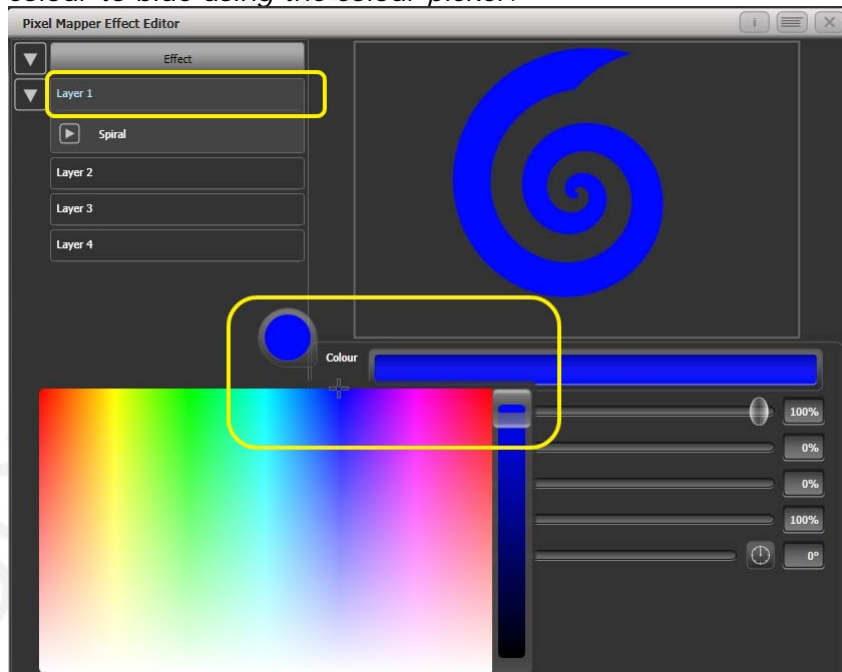 colour to blue using the colour picker.
Pixel Mapper Effect Editor
i
Effect
Layer 1
Spiral
Layer 2
Layer 3
Layer 4
Colour
100%
0%
0%
100%
0°